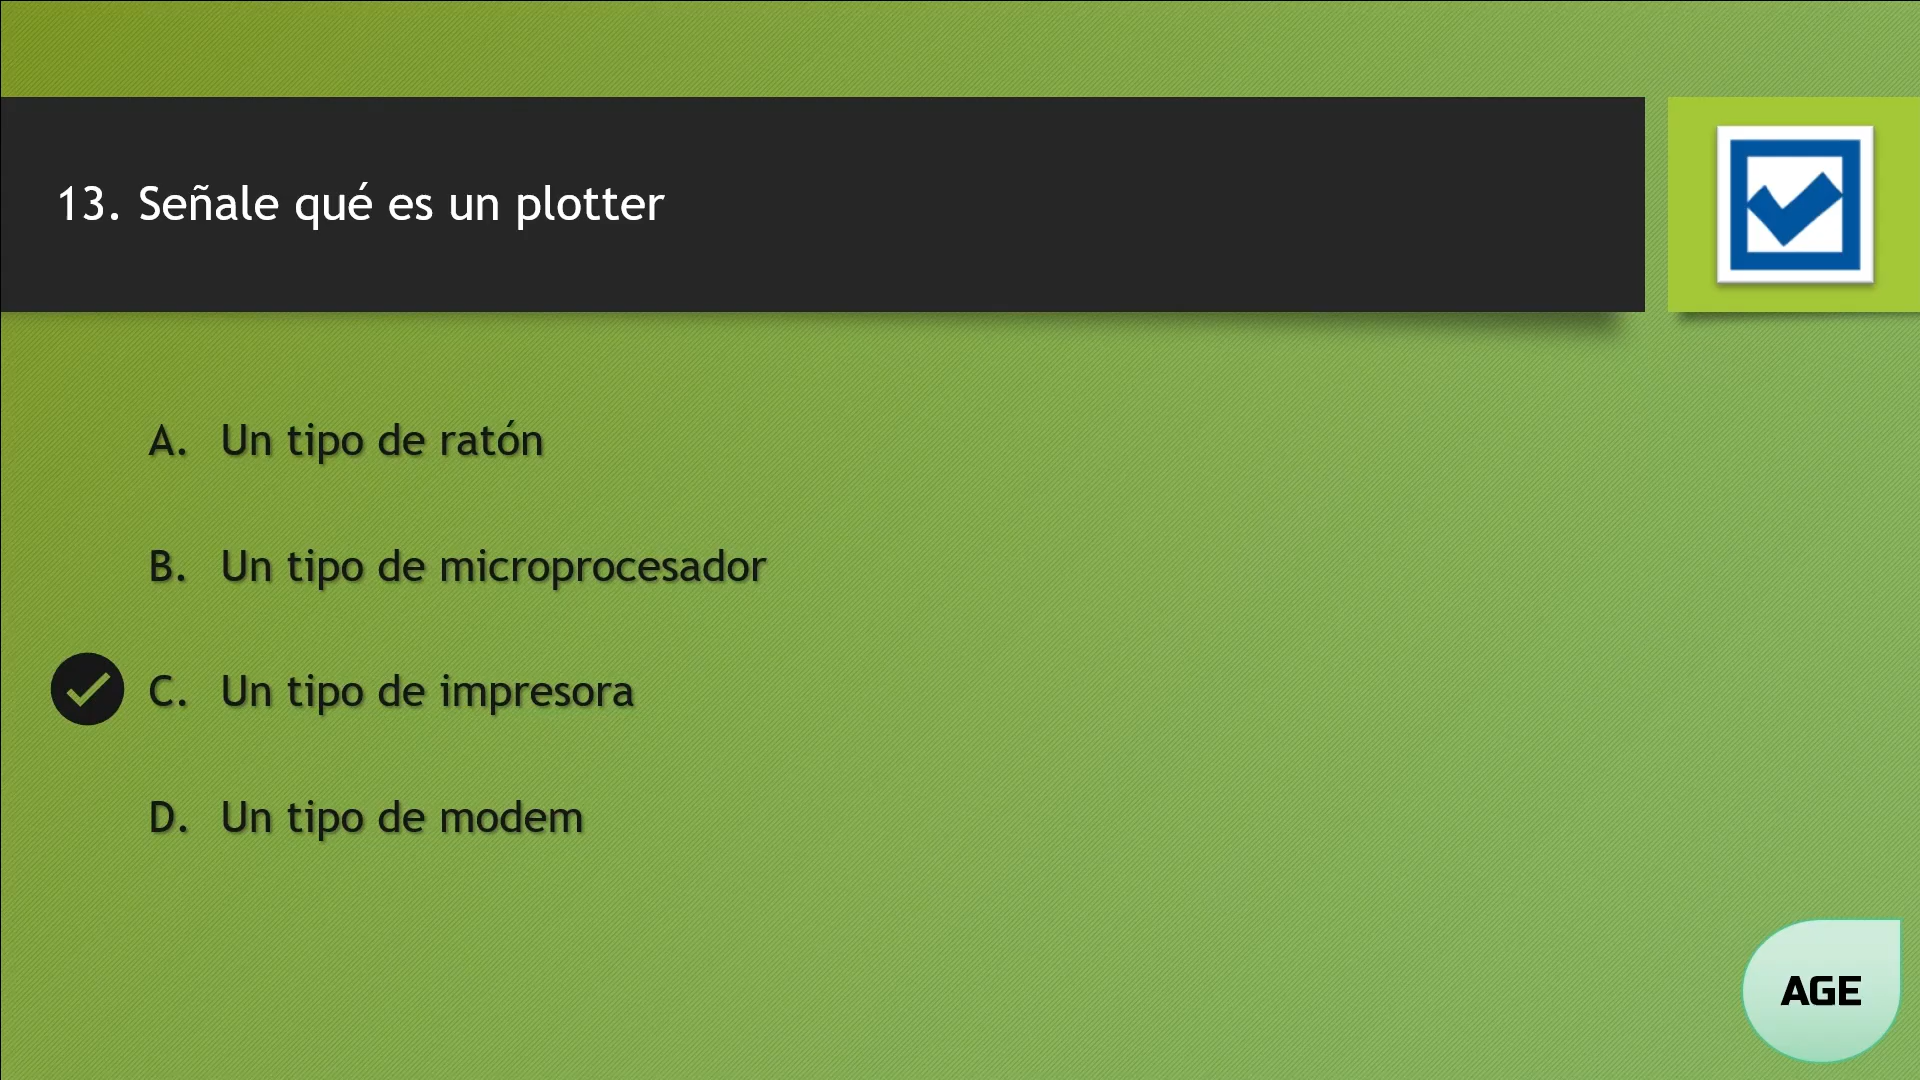 13. Señale qué es un plotter
A. Un tipo de ratón
B. Un tipo de microprocesador
C. Un tipo de impresora
D. Un tipo de modem
AGE